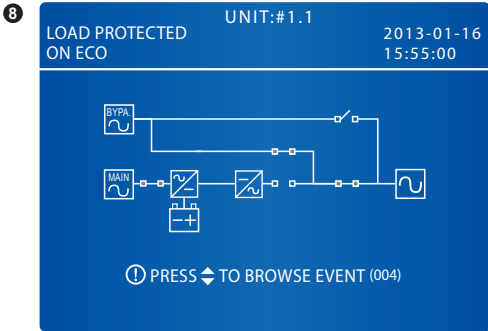 8
UNIT:#1.1
LOAD PROTECTED
ON ECO
2013-01-16
15:55:00
BYPA.
MAIN
PRESS TO BROWSE EVENT (004)